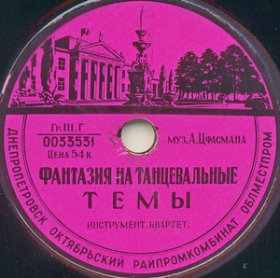 Гр. III. Г
0033531
ЦЕНА 54 к.
МУЗ. А. ЦФАСМАНА
ФАНТАЗИЯ НА ТАНЦЕВАЛЬНЫЕ
ТЕМЫ
ИНСТРУМЕНТ. КВАРТЕТ.
ДНЕПРОПЕТРОВСК ОКТЯБРЬСКИЙ РАЙПРОМКОМБИНАТ ОБЛМЕСТПРОМ